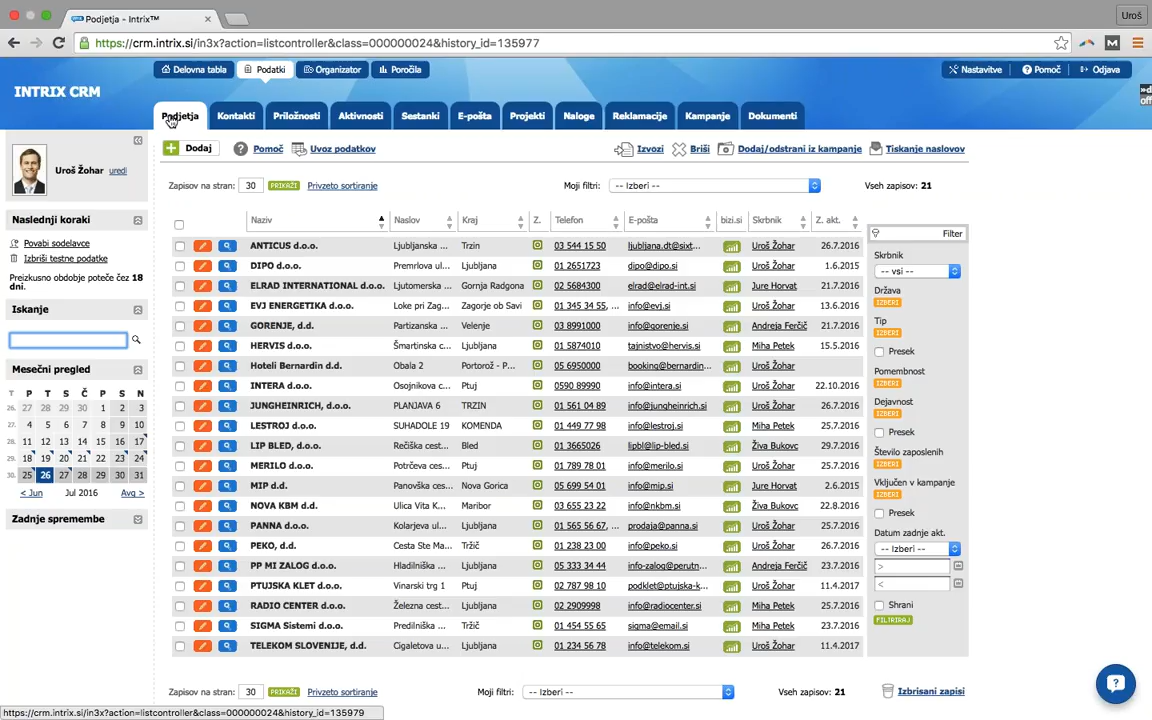 Podjetja - Intrix™
Uroš
https://crm.intrix.si/in3x?action=listcontroller&class=000000024&history_id=135977
Delovna tabla
Podatki
Organizator
Poročila
Nastavitve
Pomoč
Odjava
INTRIX CRM
Podjetja
Kontakti
Priložnosti
Aktivnosti
Sestanki
E-pošta
Projekti
Naloge
Reklamacije
Kampanje
Dokumenti
Uroš Žohar uredi
Naslednji koraki
Povabi sodelavce
Izbriši testne podatke
Preizkusno obdobje poteče čez 18
dni.
Iskanje
Mesečni pregled
T P T S Č P S N
26. 27 28 29 30 1 2 3
27. 4 5 6 7 8 9 10
28. 11 12 13 14 15 16 17
29. 18 19 20 21 22 23 24
30. 25 26 27 28 29 30 31
< Jun Jul 2016 Avg >
Zadnje spremembe
Dodaj Pomoč Uvoz podatkov Izvozi Briši Dodaj/odstrani iz kampanje Tiskanje naslovov
Zapisov na stran: 30 PRIKAŽI Privzeto sortiranje Moji filtri: -- Izberi -- Vseh zapisov: 21
Naziv Naslov Kraj Z. Telefon E-pošta bizi.si Skrbnik Z. akt.
ANTICUS d.o.o. Ljubljanska ... Trzin 03 544 15 50 ljubljana.dt@sixt... Uroš Žohar 26.7.2016
DIPO d.o.o. Premrlova ul... Ljubljana 01 2651723 dipo@dipo.si Uroš Žohar 1.6.2015
ELRAD INTERNATIONAL d.o.o. Ljutomerska ... Gornja Radgona 02 5684300 elrad@elrad-int.si Jure Horvat 21.7.2016
EVJ ENERGETIKA d.o.o. Loke pri Zag... Zagorje ob Savi 01 345 34 55, ... info@evj.si Uroš Žohar 13.6.2016
GORENJE, d.d. Partizanska ... Velenje 03 8991000 info@gorenje.si Andreja Ferčič 21.7.2016
HERVIS d.o.o. Šmartinska c... Ljubljana 01 5874010 tajnistvo@hervis.si Miha Petek 15.5.2017
Hoteli Bernardin d.d. Obala 2 Portorož - P... 05 6950000 booking@bernardin... Uroš Žohar
INTERA d.o.o. Osojnikova c... Ptuj 0590 89990 info@intera.si Uroš Žohar 22.10.2016
JUNGHEINRICH, d.o.o. PLANJAVA 6 TRZIN 01 561 04 89 info@jungheinrich.si Uroš Žohar 26.7.2016
LESTROJ d.o.o. SUHADOLE 19 KOMENDA 01 449 77 98 info@lestroj.si Miha Petek 25.7.2016
LIP BLED, d.o.o. Rečiška cest... Bled 01 3665026 lipbl@lip-bled.si Živa Bukovc 29.7.2017
MERILO d.o.o. Potrčeva ces... Ptuj 01 789 78 01 info@merilo.si Uroš Žohar 25.7.2016
MIP d.d. Panovška ces... Nova Gorica 05 699 54 01 info@mip.si Jure Horvat 2.6.2016
NOVA KBM d.d. Ulica Vita K... Maribor 03 655 23 22 info@nkbm.si Živa Bukovc 22.8.2016
PANNA d.o.o. Kolarjeva ul... Ljubljana 01 565 56 67, ... prodaja@panna.si Uroš Žohar 25.7.2016
PEKO, d.d. Cesta Ste Ma... Tržič 01 238 23 00 info@peko.si Uroš Žohar 26.7.2016
PP MI ZALOG d.o.o. Hladilniška ... Ljubljana 05 333 34 44 info-zalog@perutn... Andreja Ferčič 23.7.2016
PTUJSKA KLET d.o.o. Vinarski trg 1 Ptuj 02 787 98 10 podklet@ptujska-k... Uroš Žohar 11.4.2017
RADIO CENTER d.o.o. Železna cest... Ljubljana 02 2909998 info@radiocenter.si Miha Petek 25.7.2016
SIGMA Sistemi d.o.o. Predilniška ... Tržič 01 454 55 65 sigma@email.si Miha Petek 23.7.2016
TELEKOM SLOVENIJE, d.d. Cigaletova u... Ljubljana 01 234 56 78 info@telekom.si Uroš Žohar 11.4.2017
Zapisov na stran: 30 PRIKAŽI Privzeto sortiranje Moji filtri: -- Izberi -- Vseh zapisov: 21 Izbrisani zapisi
Filter
Skrbnik
-- vsi --
Država
IZBERI
Tip
IZBERI
Presek
Pomembnost
IZBERI
Dejavnost
IZBERI
Presek
Število zaposlenih
IZBERI
Vključen v kampanje
IZBERI
Presek
Datum zadnje akt.
-- Izberi --
>
<
Shrani
FILTRIRAJ
https://crm.intrix.si/in3x?action=listcontroller&class=000000024&history_id=135979